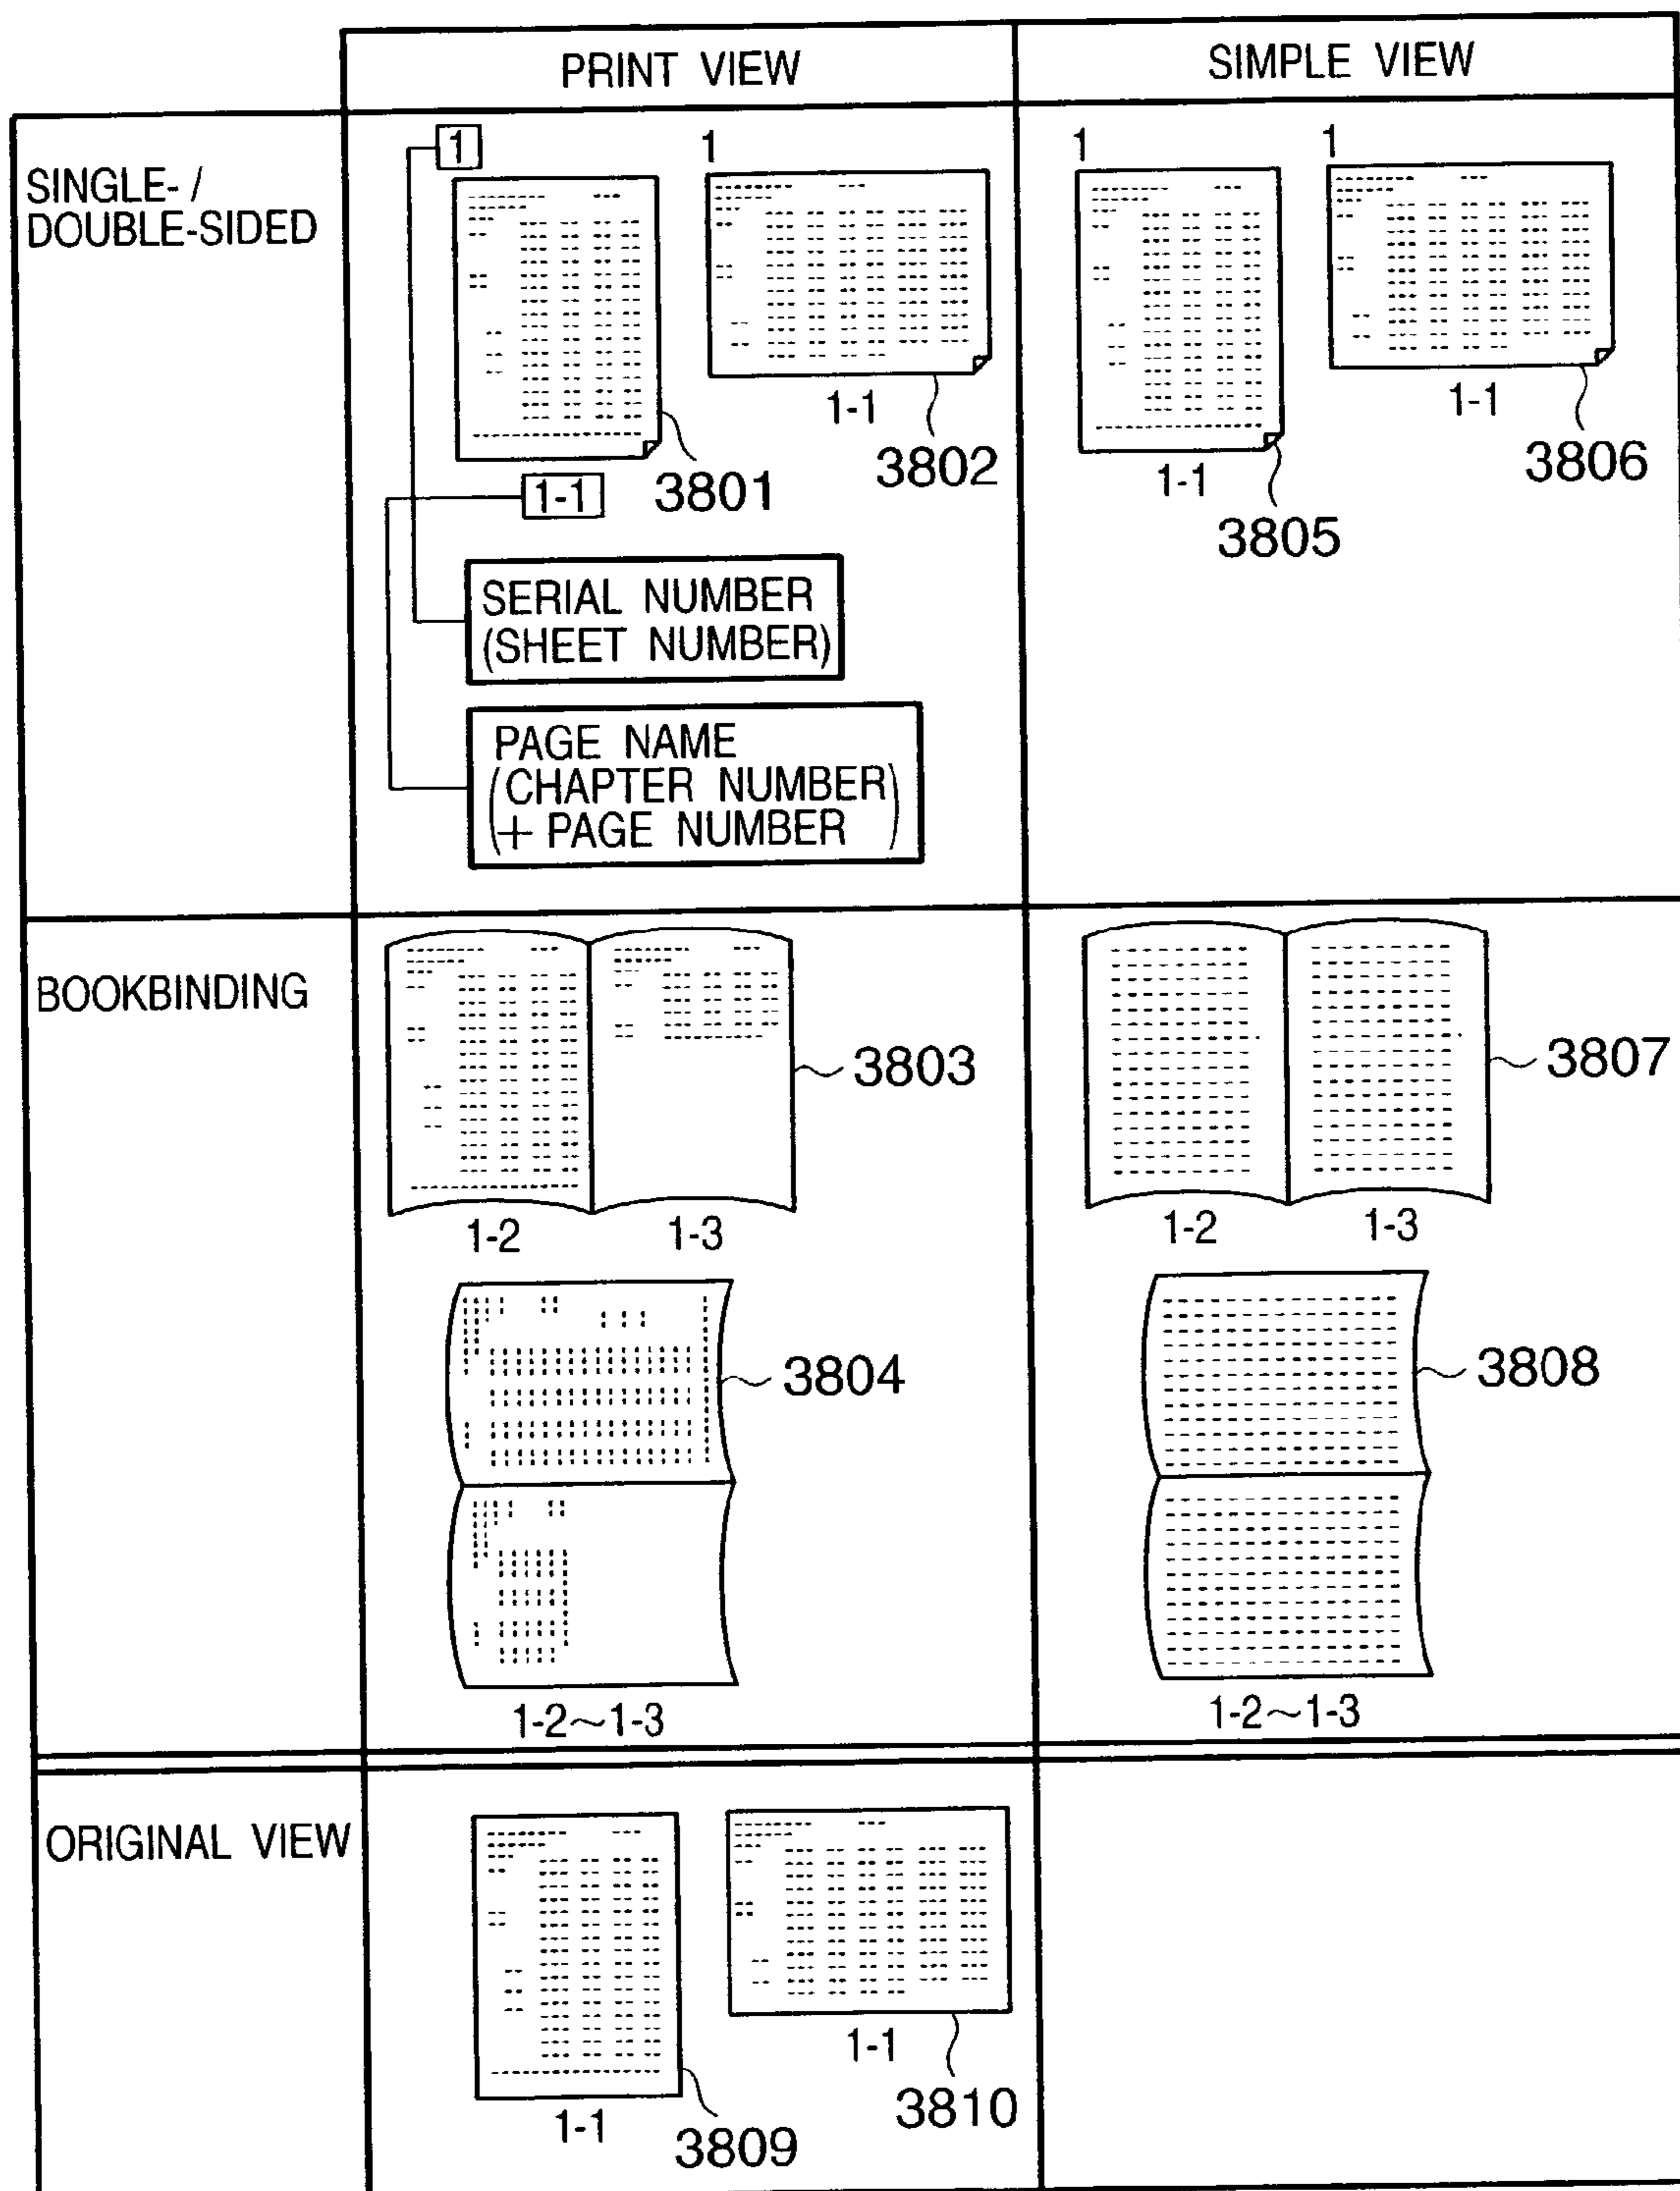 PRINT VIEW
SIMPLE VIEW
SINGLE- /
DOUBLE-SIDED
1
1
1-1
3801
1-1
3802
SERIAL NUMBER
(SHEET NUMBER)
PAGE NAME
(CHAPTER NUMBER)
(+ PAGE NUMBER )
1
1
1-1
3805
1-1
3806
BOOKBINDING
3803
1-2
1-3
3804
1-2~1-3
3807
1-2
1-3
3808
1-2~1-3
ORIGINAL VIEW
1-1
3809
1-1
3810